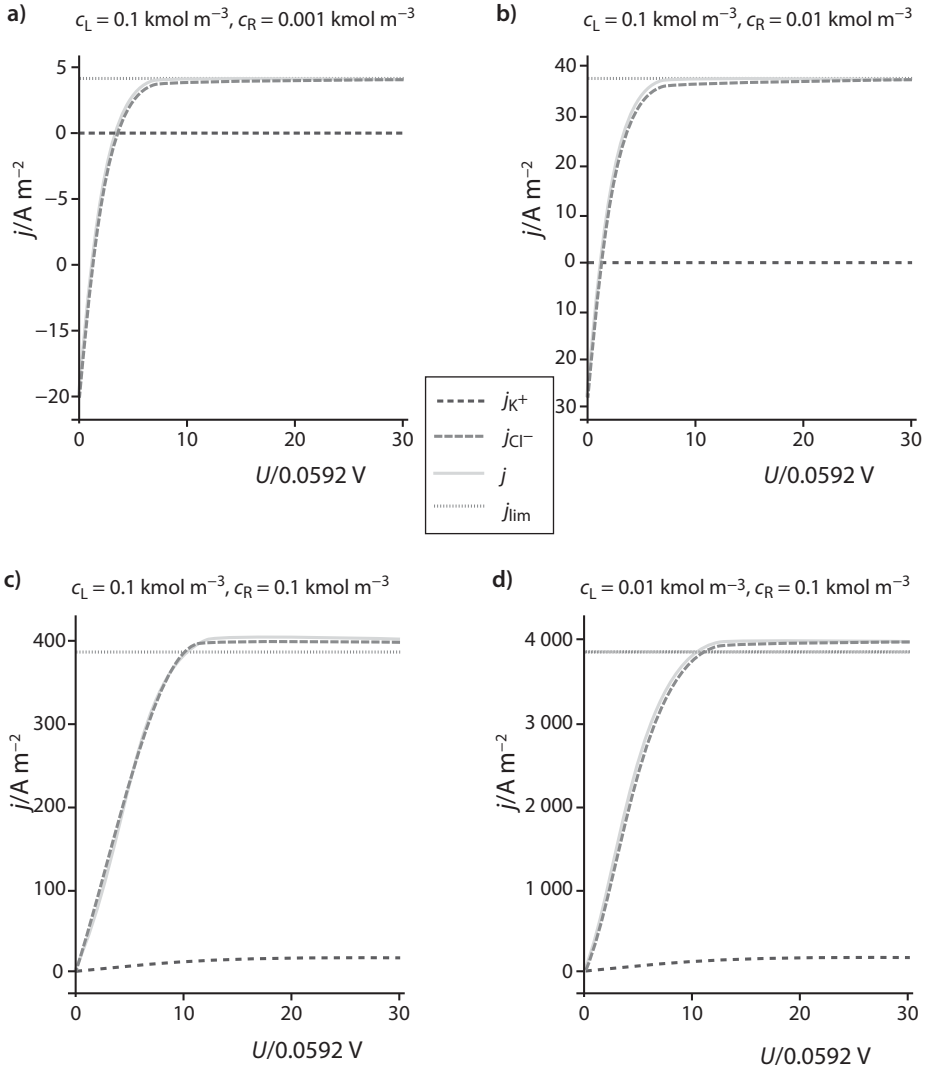 a)
c_L = 0.1 kmol m⁻³, c_R = 0.001 kmol m⁻³
5
0
−5
0
−15
−20
j/A m⁻²
0 10 20 30
U/0.0592 V
b)
c_L = 0.1 kmol m⁻³, c_R = 0.01 kmol m⁻³
40
30
20
10
0
10
20
30
j/A m⁻²
0 10 20 30
U/0.0592 V
j_K⁺
j_Cl⁻
j
j_lim
c)
c_L = 0.1 kmol m⁻³, c_R = 0.1 kmol m⁻³
400
300
200
100
0
j/A m⁻²
0 10 20 30
U/0.0592 V
d)
c_L = 0.01 kmol m⁻³, c_R = 0.1 kmol m⁻³
4 000
3 000
2 000
1 000
0
j/A m⁻²
0 10 20 30
U/0.0592 V